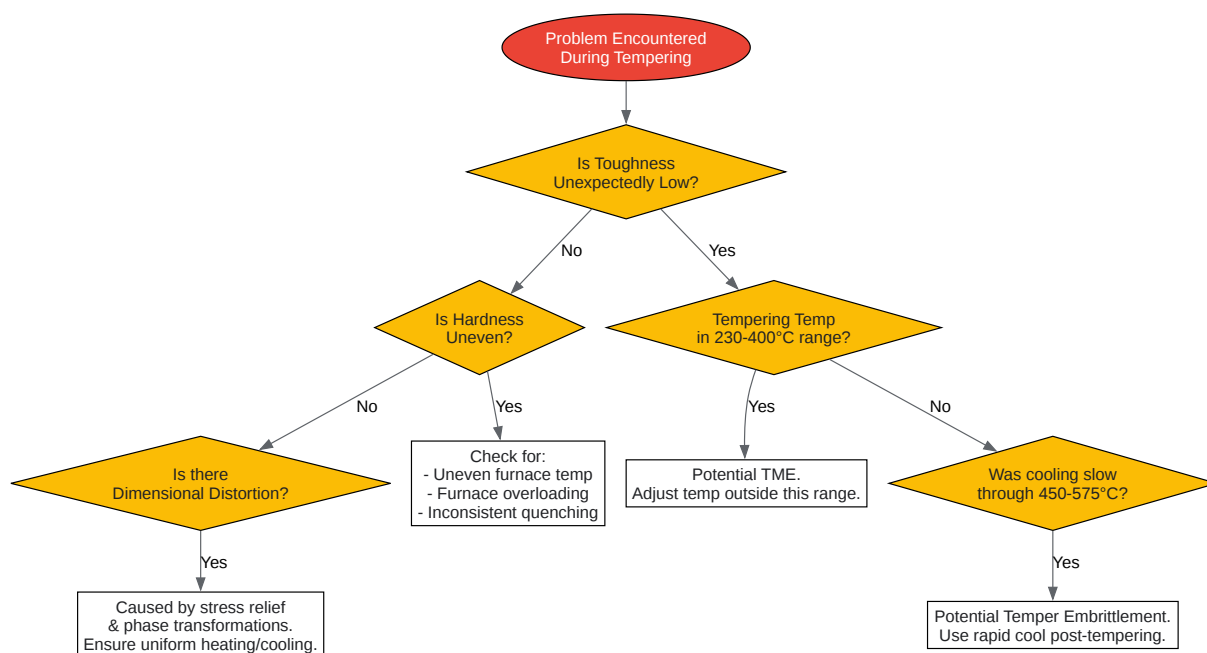 Problem Encountered
During Tempering
Is Toughness
Unexpectedly Low?
No
Yes
Is Hardness
Uneven?
Tempering Temp
in 230-400°C range?
No
Yes
Yes
No
Is there
Dimensional Distortion?
Check for:
- Uneven furnace temp
- Furnace overloading
- Inconsistent quenching
Potential TME.
Adjust temp outside this range.
Was cooling slow
through 450-575°C?
Yes
Yes
Caused by stress relief
& phase transformations.
Ensure uniform heating/cooling.
Potential Temper Embrittlement.
Use rapid cool post-tempering.